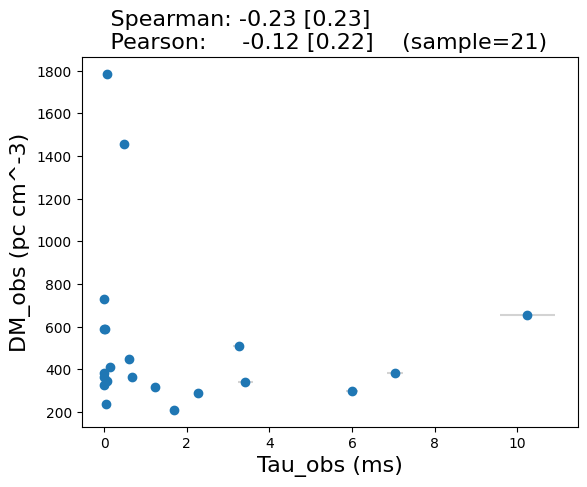 Spearman: -0.23 [0.23]
Pearson: -0.12 [0.22] (sample=21)
DM_obs (pc cm^-3)
1800
1600
1400
1200
1000
800
600
400
200
0 2 4 6 8 10
Tau_obs (ms)